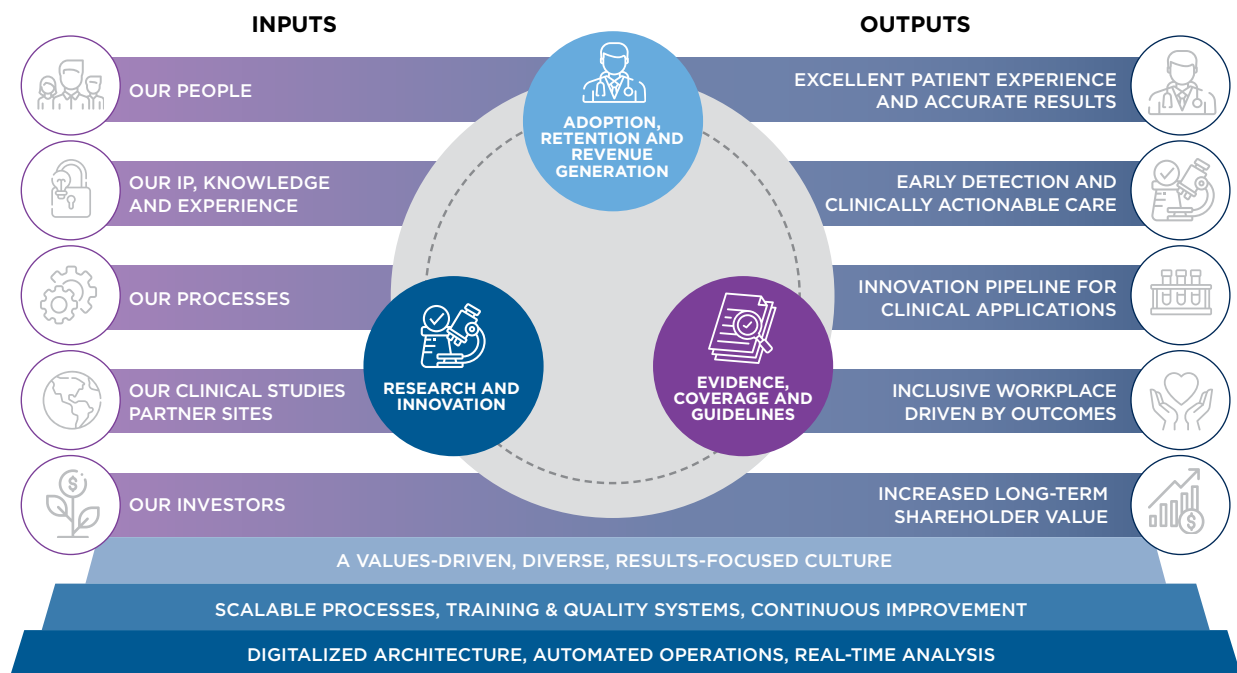 INPUTS
OUTPUTS
OUR PEOPLE
OUR IP, KNOWLEDGE
AND EXPERIENCE
OUR PROCESSES
OUR CLINICAL STUDIES
PARTNER SITES
OUR INVESTORS
ADOPTION,
RETENTION AND
REVENUE
GENERATION
RESEARCH AND
INNOVATION
EVIDENCE,
COVERAGE AND
GUIDELINES
EXCELLENT PATIENT EXPERIENCE
AND ACCURATE RESULTS
EARLY DETECTION AND
CLINICALLY ACTIONABLE CARE
INNOVATION PIPELINE FOR
CLINICAL APPLICATIONS
INCLUSIVE WORKPLACE
DRIVEN BY OUTCOMES
INCREASED LONG-TERM
SHAREHOLDER VALUE
A VALUES-DRIVEN, DIVERSE, RESULTS-FOCUSED CULTURE
SCALABLE PROCESSES, TRAINING & QUALITY SYSTEMS, CONTINUOUS IMPROVEMENT
DIGITALIZED ARCHITECTURE, AUTOMATED OPERATIONS, REAL-TIME ANALYSIS